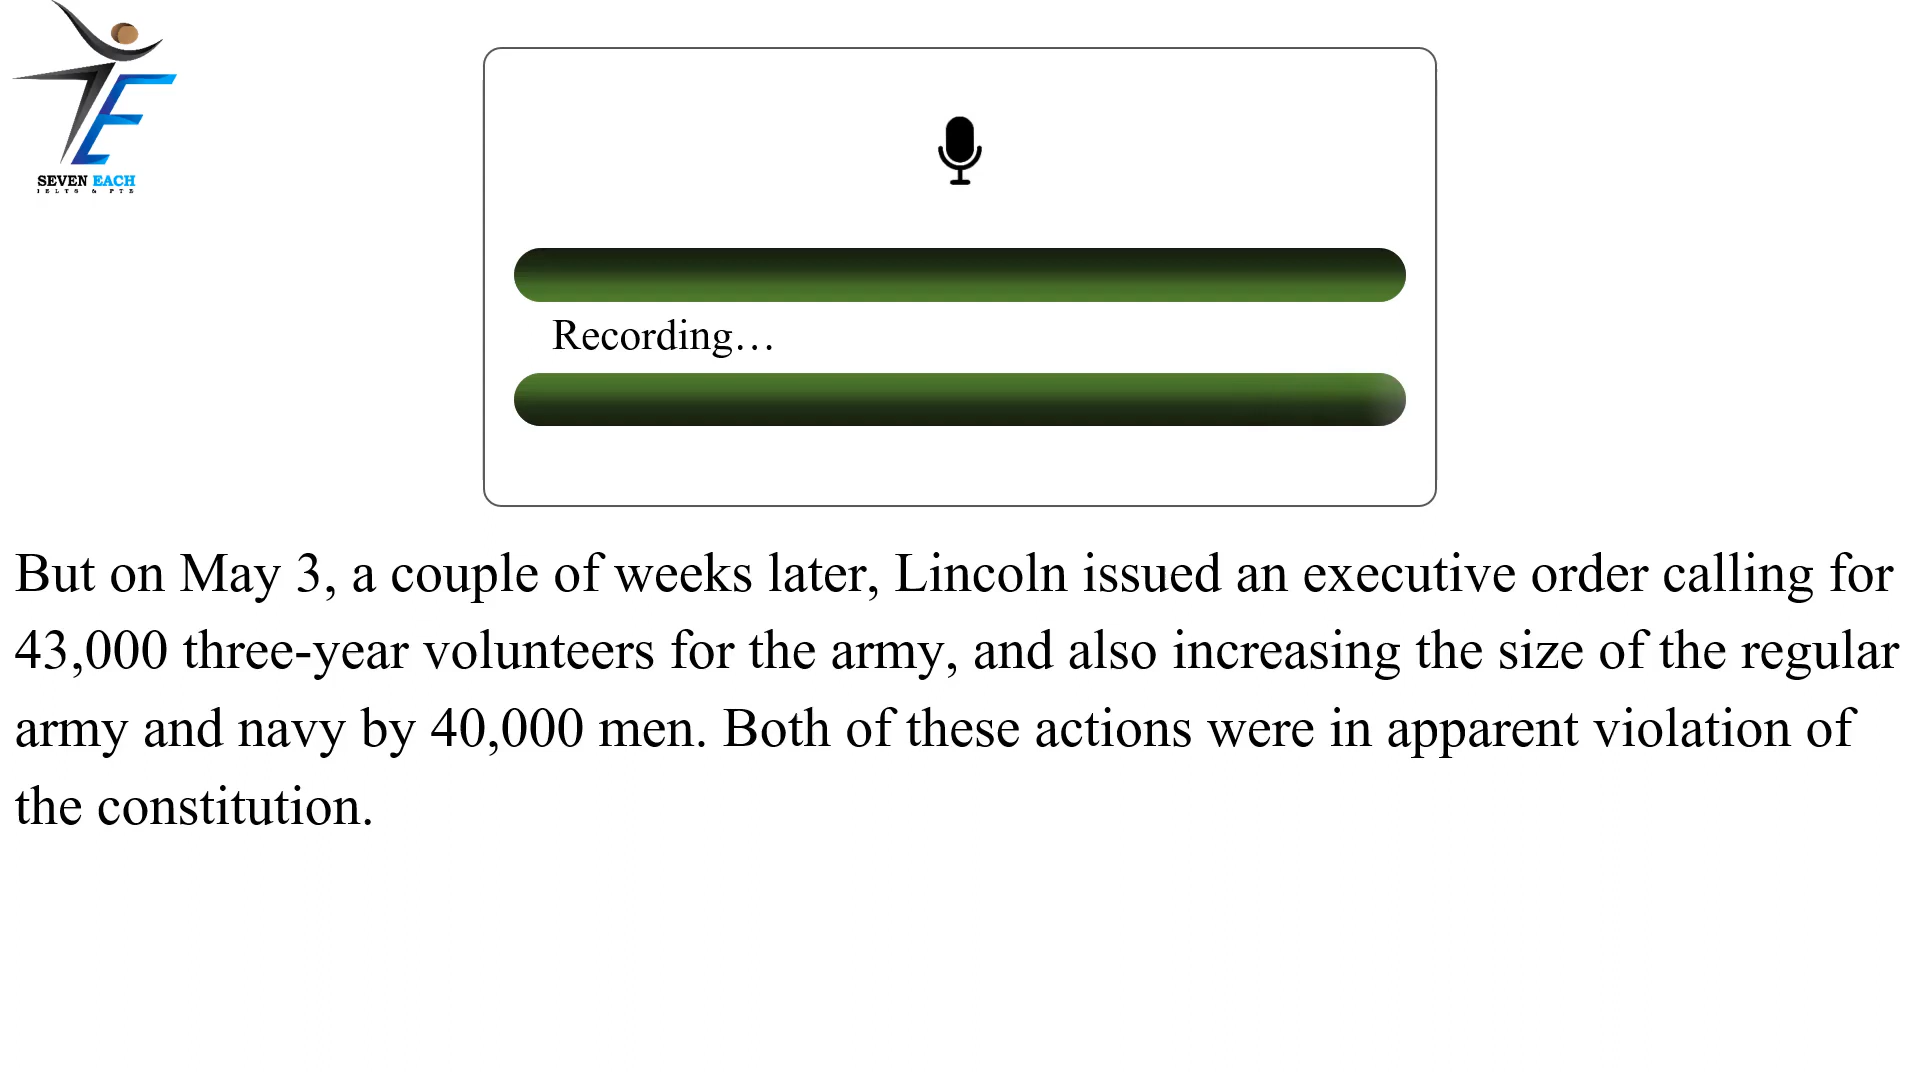 SEVEN EACH
IELTS & PTE
Recording…
But on May 3, a couple of weeks later, Lincoln issued an executive order calling for
43,000 three-year volunteers for the army, and also increasing the size of the regular
army and navy by 40,000 men. Both of these actions were in apparent violation of
the constitution.